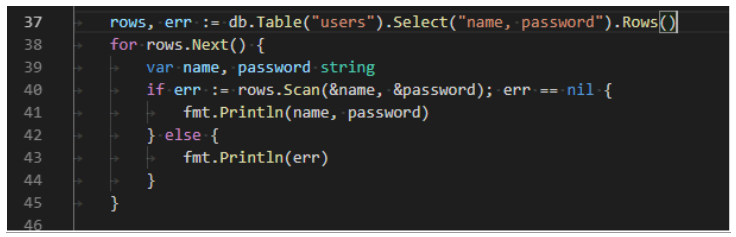 37 rows, err := db.Table("users").Select("name, password").Rows()
38 for rows.Next() {
39 var name, password string
40 if err := rows.Scan(&name, &password); err == nil {
41 fmt.Println(name, password)
42 } else {
43 fmt.Println(err)
44 }
45 }
46